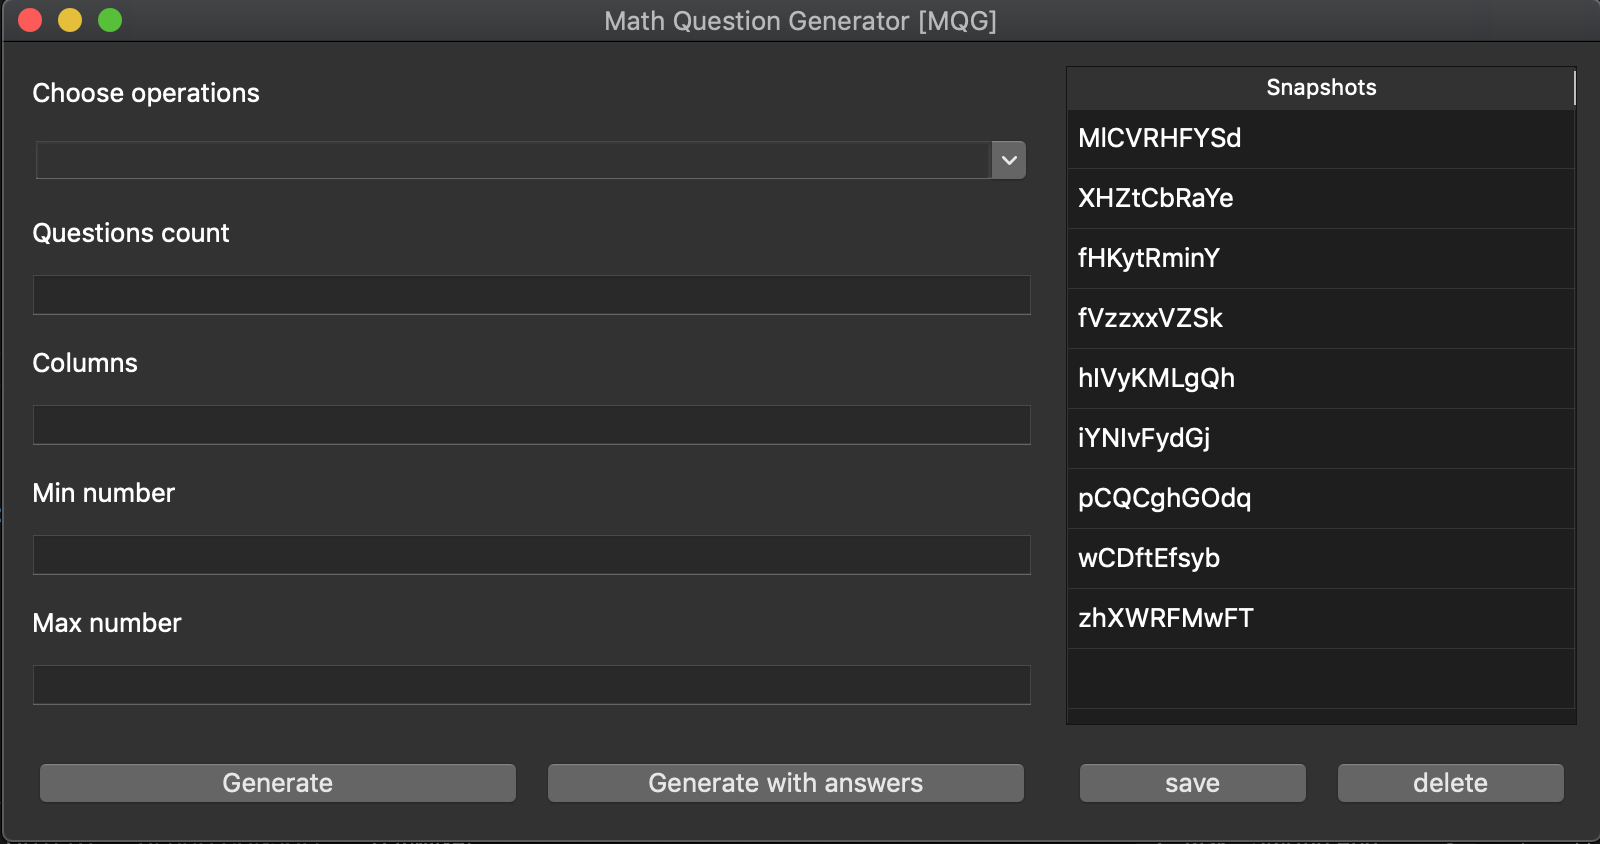 Math Question Generator [MQG]
Choose operations
Questions count
Columns
Min number
Max number
Generate
Generate with answers
Snapshots
MlCVRHFYSd
XHZtCbRaYe
fHKytRminY
fVzzxxVZSk
hIVyKMLgQh
iYNIvFydGj
pCQCghGOdq
wCDftEfsyb
zhXWRFMwFT
save
delete